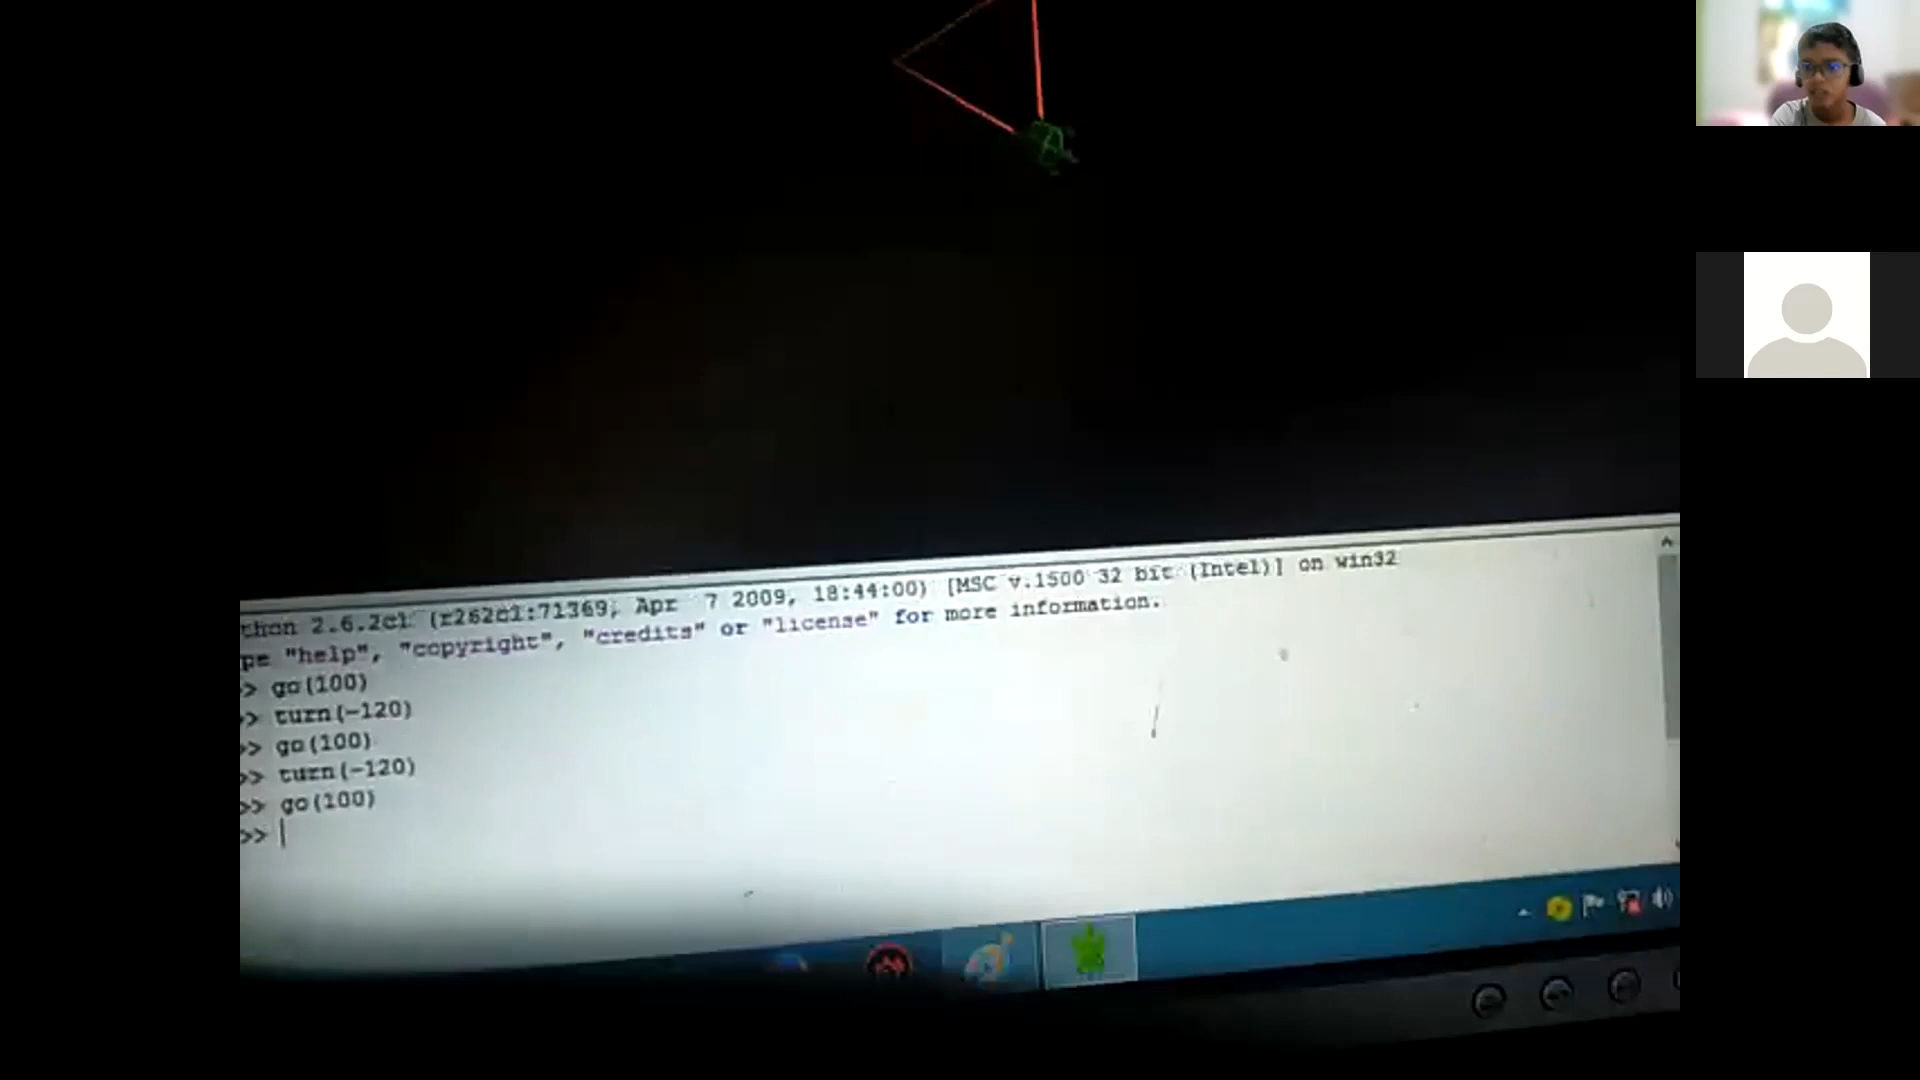 thon 2.6.2c1 (r262c1:71369, Apr  7 2009, 18:44:00) [MSC v.1500 32 bit (Intel)] on win32
pe "help", "copyright", "credits" or "license" for more information.
>> go(100)
>> turn(-120)
>> go(100)
>> turn(-120)
>> go(100)
>>